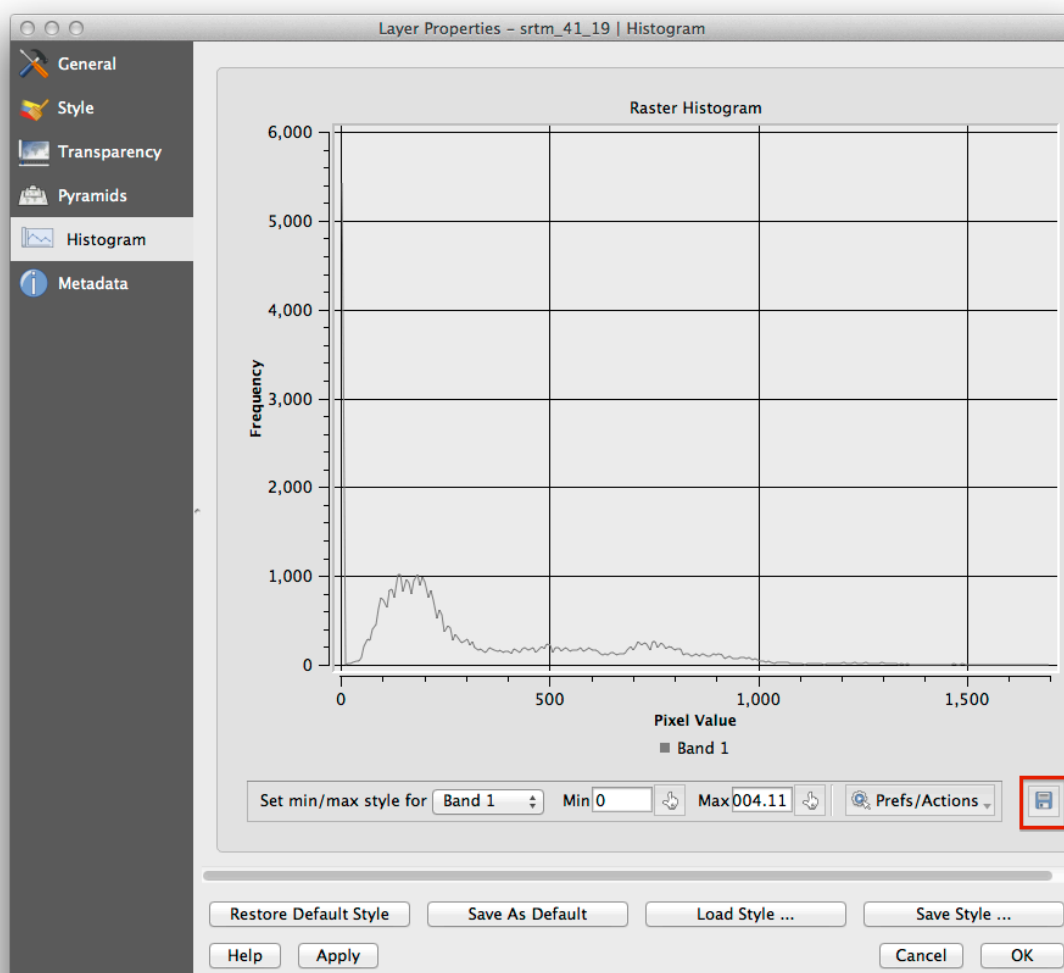 Layer Properties – srtm_41_19 | Histogram
General
Style
Transparency
Pyramids
Histogram
Metadata
Raster Histogram
6,000
5,000
4,000
3,000
2,000
1,000
0
Frequency
0 500 1,000 1,500
Pixel Value
Band 1
Set min/max style for Band 1 Min 0 Max 004.11 Prefs/Actions
Restore Default Style Save As Default Load Style ... Save Style ...
Help Apply Cancel OK